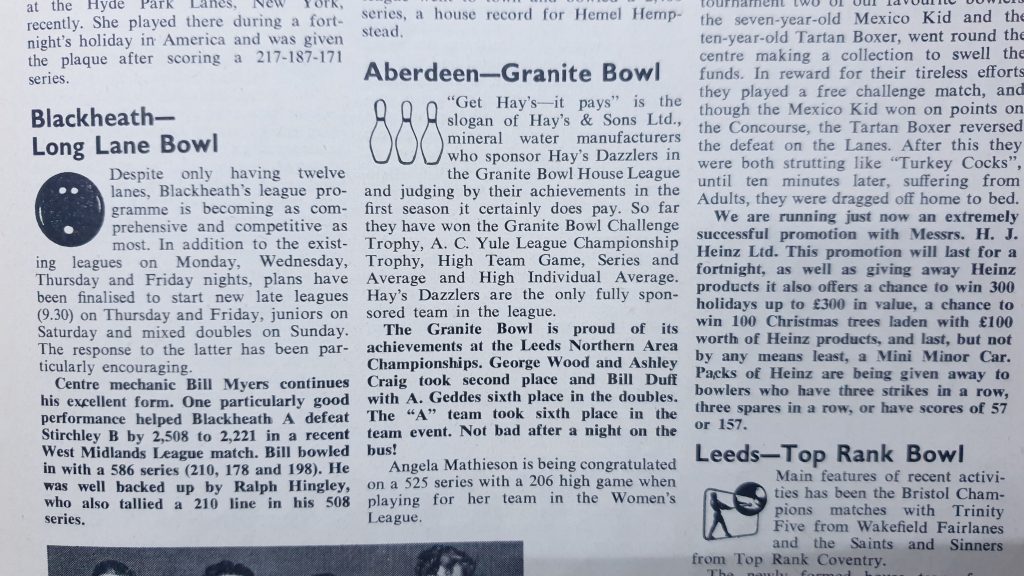 at the Hyde Park Lanes, New York,
recently. She played there during a fort-
night's holiday in America and was given
the plaque after scoring a 217-187-171
series.
Blackheath—
Long Lane Bowl
Despite only having twelve
lanes, Blackheath's league pro-
gramme is becoming as com-
prehensive and competitive as
most. In addition to the exist-
ing leagues on Monday, Wednesday,
Thursday and Friday nights, plans have
been finalised to start new late leagues
(9.30) on Thursday and Friday, juniors on
Saturday and mixed doubles on Sunday.
The response to the latter has been par-
ticularly encouraging.
Centre mechanic Bill Myers continues
his excellent form. One particularly good
performance helped Blackheath A defeat
Stirchley B by 2,508 to 2,221 in a recent
West Midlands League match. Bill bowled
in with a 586 series (210, 178 and 198). He
was well backed up by Ralph Hingley,
who also tallied a 210 line in his 508
series.
series, a house record for Hemel Hemp-
stead.
Aberdeen—Granite Bowl
"Get Hay's—it pays" is the
slogan of Hay's & Sons Ltd.,
mineral water manufacturers
who sponsor Hay's Dazzlers in
the Granite Bowl House League
and judging by their achievements in the
first season it certainly does pay. So far
they have won the Granite Bowl Challenge
Trophy, A. C. Yule League Championship
Trophy, High Team Game, Series and
Average and High Individual Average.
Hay's Dazzlers are the only fully spon-
sored team in the league.
The Granite Bowl is proud of its
achievements at the Leeds Northern Area
Championships. George Wood and Ashley
Craig took second place and Bill Duff
with A. Geddes sixth place in the doubles.
The "A" team took sixth place in the
team event. Not bad after a night on the
bus!
Angela Mathieson is being congratulated
on a 525 series with a 206 high game when
playing for her team in the Women's
League.
tournament two of our favourite bowlers
the seven-year-old Mexico Kid and the
ten-year-old Tartan Boxer, went round the
centre making a collection to swell the
funds. In reward for their tireless efforts
they played a free challenge match, and
though the Mexico Kid won on points on
the Concourse, the Tartan Boxer reversed
the defeat on the Lanes. After this they
were both strutting like "Turkey Cocks",
until ten minutes later, suffering from
Adults, they were dragged off home to bed.
We are running just now an extremely
successful promotion with Messrs. H. J.
Heinz Ltd. This promotion will last for a
fortnight, as well as giving away Heinz
products it also offers a chance to win 300
holidays up to £300 in value, a chance to
win 100 Christmas trees laden with £100
worth of Heinz products, and last, but not
by any means least, a Mini Minor Car.
Packs of Heinz are being given away to
bowlers who have three strikes in a row,
three spares in a row, or have scores of 57
or 157.
Leeds—Top Rank Bowl
Main features of recent activi-
ties has been the Bristol Cham-
pions matches with Trinity
Five from Wakefield Fairlanes
and the Saints and Sinners
from Top Rank Coventry.